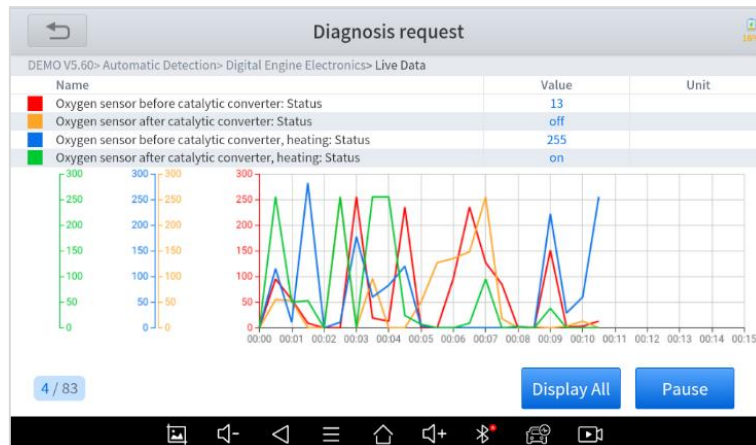 Diagnosis request
16%
DEMO V5.60> Automatic Detection> Digital Engine Electronics> Live Data
Name Value Unit
Oxygen sensor before catalytic converter: Status 13
Oxygen sensor after catalytic converter: Status off
Oxygen sensor before catalytic converter, heating: Status 255
Oxygen sensor after catalytic converter, heating: Status on
300 300 300 300
250 250 250 250
200 200 200 200
150 150 150 150
100 100 100 100
50 50 50 50
0 0 0 0
00:00 00:01 00:02 00:03 00:04 00:05 00:06 00:07 00:08 00:09 00:10 00:11 00:12 00:13 00:14 00:15
4 / 83
Display All
Pause